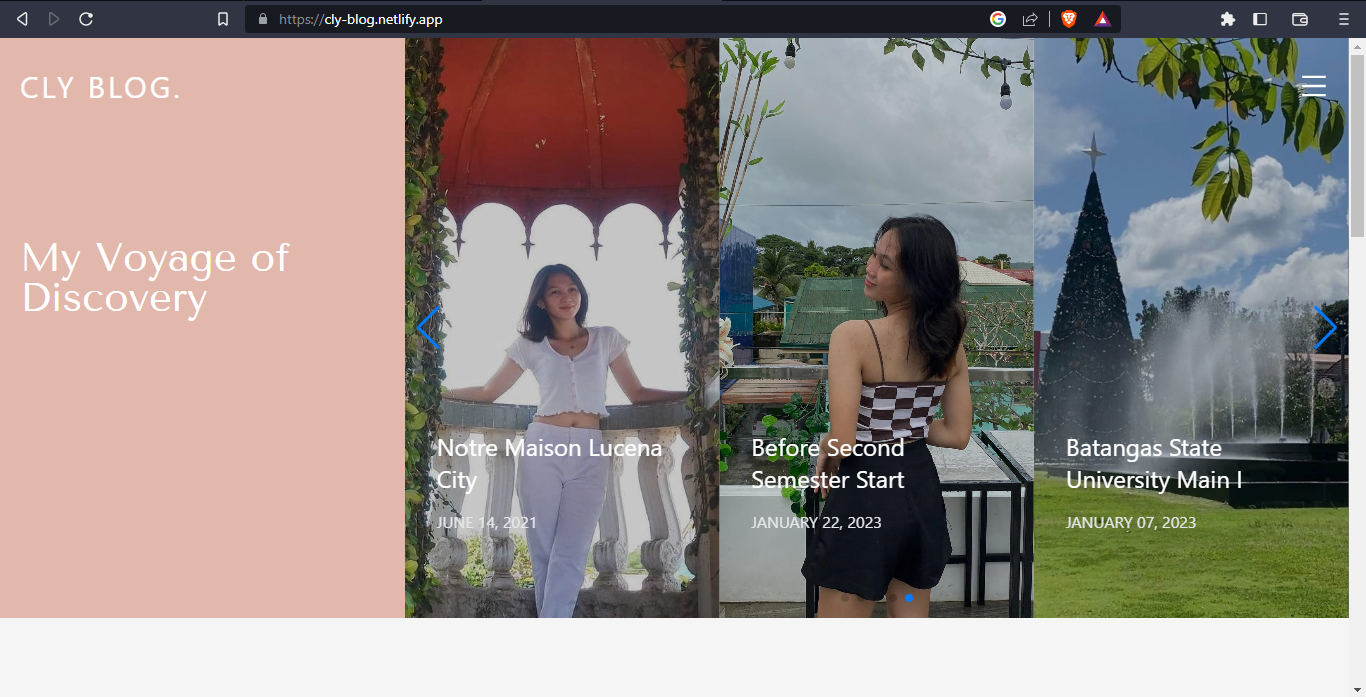 https://cly-blog.netlify.app
CLY BLOG.
My Voyage of
Discovery
Notre Maison Lucena
City
JUNE 14, 2021
Before Second
Semester Start
JANUARY 22, 2023
Batangas State
University Main I
JANUARY 07, 2023